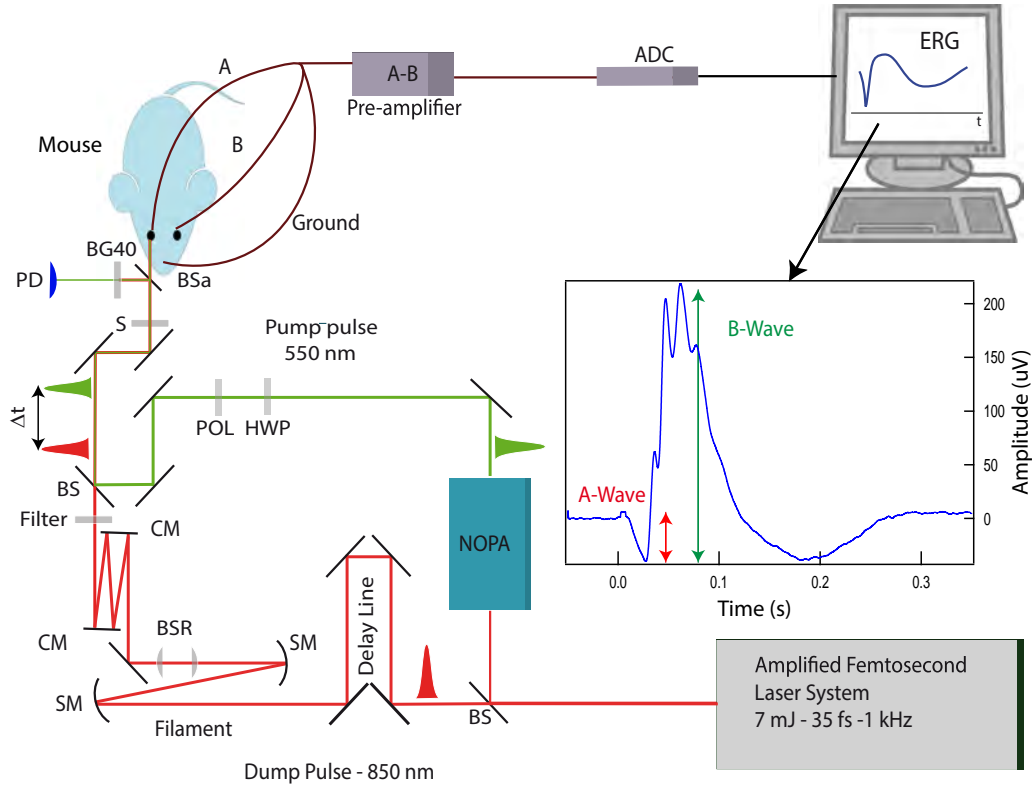 ERG
t
ADC
A-B
Pre-amplifier
A
B
Mouse
Ground
BG40
PD
BSa
S
Pump pulse
550 nm
Δt
POL
HWP
BS
Filter
CM
NOPA
CM
BSR
SM
SM
Delay Line
Filament
BS
Dump Pulse - 850 nm
Amplified Femtosecond
Laser System
7 mJ - 35 fs -1 kHz
B-Wave
A-Wave
200
150
100
50
0
Amplitude (uV)
0.0
0.1
0.2
0.3
Time (s)